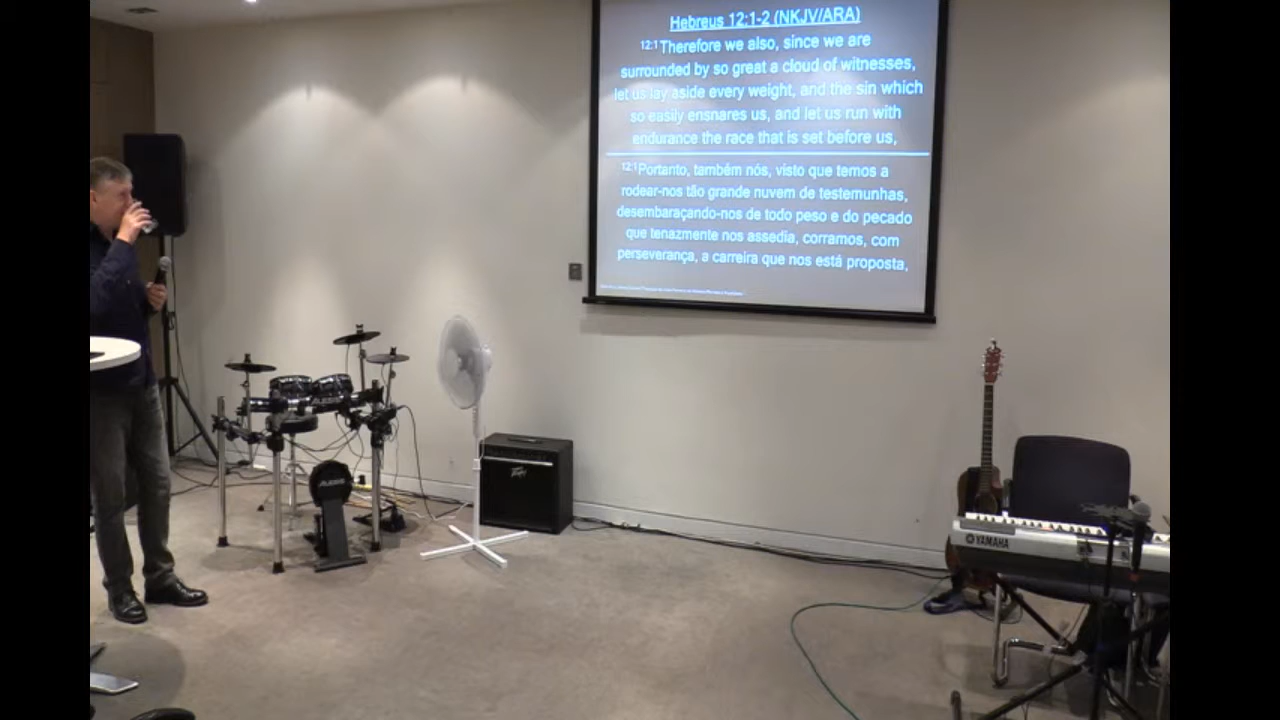 Hebreus 12:1-2 (NKJV/ARA)
12:1Therefore we also, since we are
surrounded by so great a cloud of witnesses,
let us lay aside every weight, and the sin which
so easily ensnares us, and let us run with
endurance the race that is set before us,
12:1Portanto, também nós, visto que temos a
rodear-nos tão grande nuvem de testemunhas,
desembaraçando-nos de todo peso e do pecado
que tenazmente nos assedia, corramos, com
perseverança, a carreira que nos está proposta,
ALESIS
ALESIS
Peavey
YAMAHA